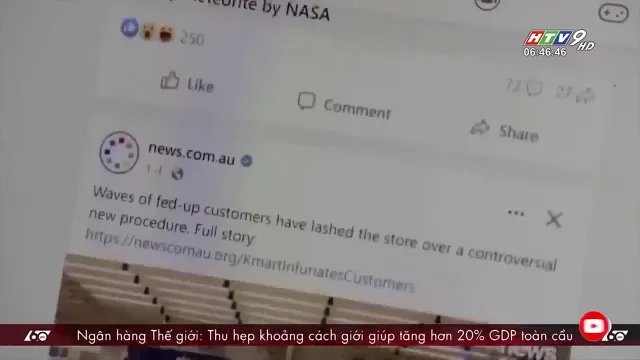 by NASA
HTV9 HD
06:46:46
250
Like
Comment
Share
news.com.au
Waves of fed-up customers have lashed the store over a controversial
new procedure. Full story
https://newscomau.org/KmartInfuriatesCustomers
60
Ngân hàng Thế giới: Thu hẹp khoảng cách giới giúp tăng hơn 20% GDP toàn cầu